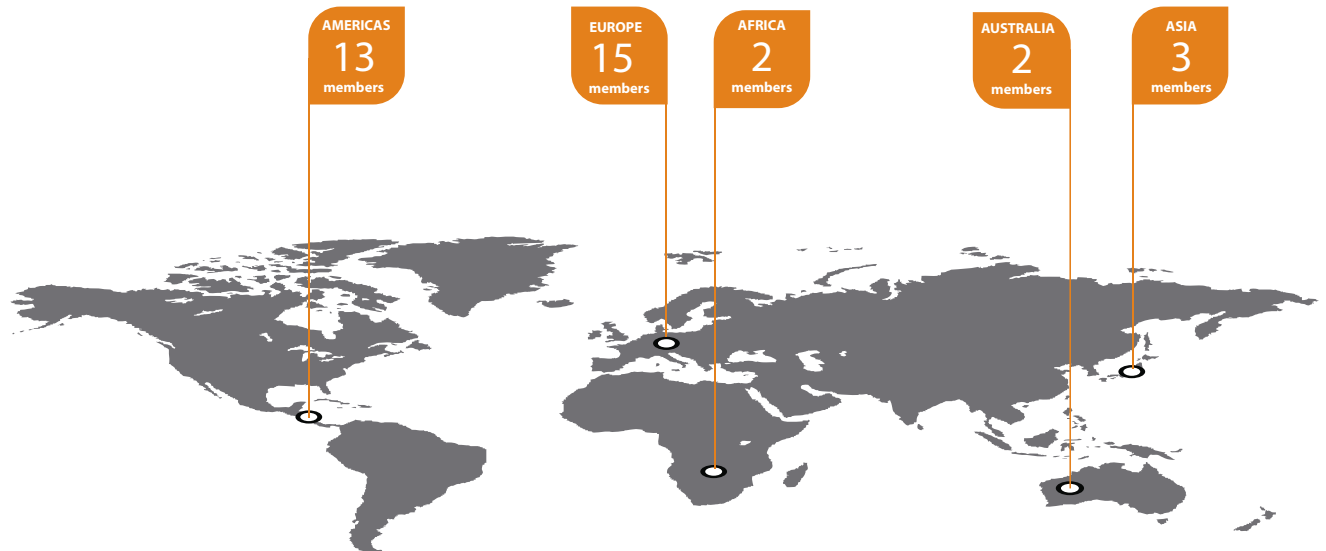 AMERICAS
13
members
EUROPE
15
members
AFRICA
2
members
AUSTRALIA
2
members
ASIA
3
members